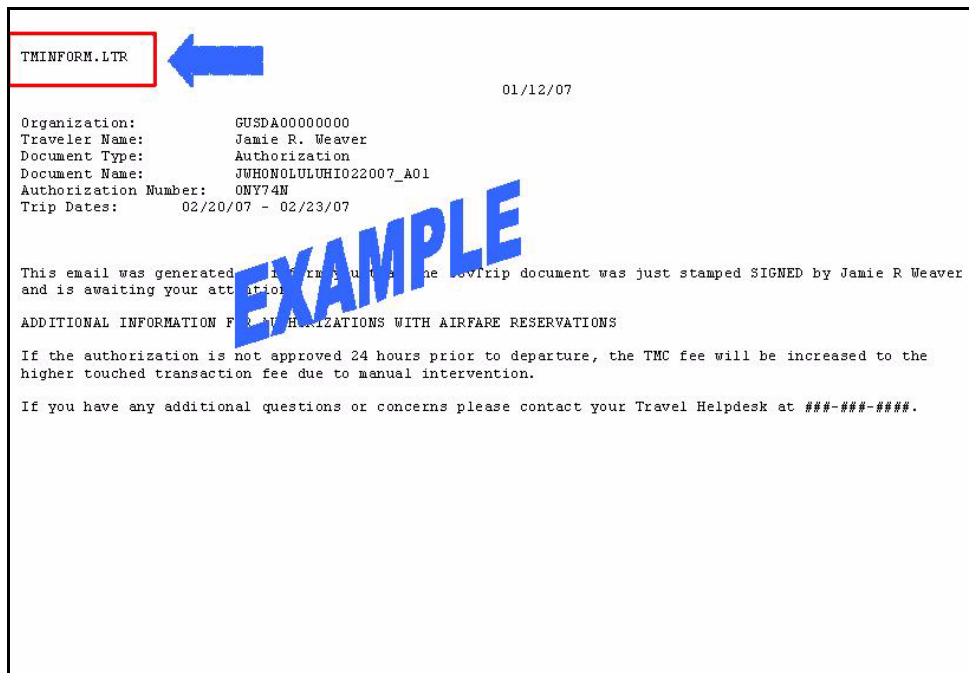 TMINFORM.LTR
01/12/07
Organization: GUSDA00000000
Traveler Name: Jamie R. Weaver
Document Type: Authorization
Document Name: JWHONOLULUHI022007_A01
Authorization Number: 0NY74N
Trip Dates: 02/20/07 - 02/23/07
EXAMPLE
This email was generated document was just stamped SIGNED by Jamie R Weaver
and is awaiting your
ADDITIONAL INFORMATION WITH AIRFARE RESERVATIONS
If the authorization is not approved 24 hours prior to departure, the TMC fee will be increased to the
higher touched transaction fee due to manual intervention.
If you have any additional questions or concerns please contact your Travel Helpdesk at ###-###-####.